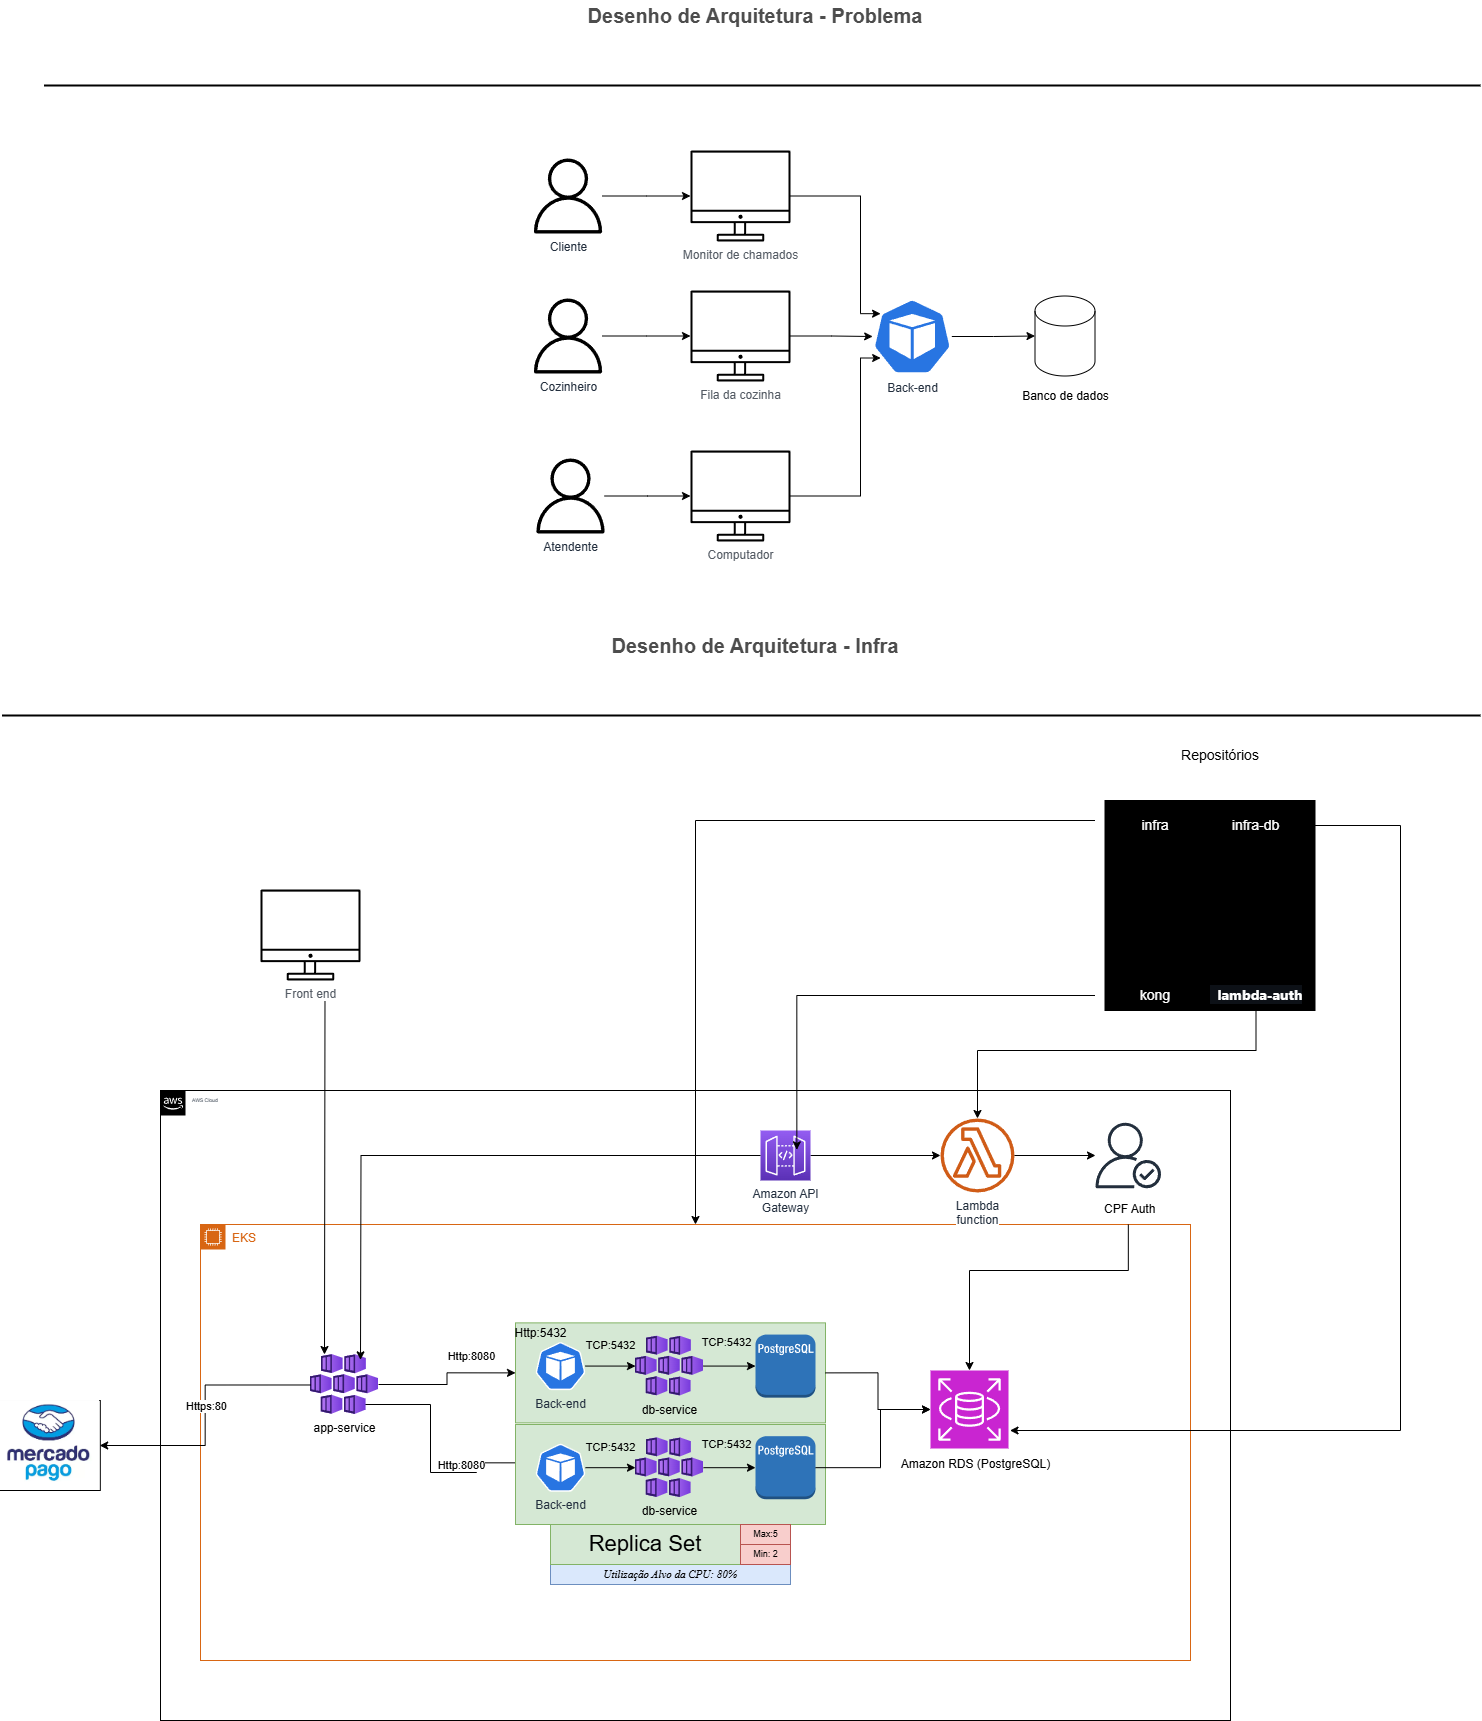 Desenho de Arquitetura - Problema
Cliente
Monitor de chamados
Cozinheiro
Fila da cozinha
Back-end
Banco de dados
Atendente
Computador
Desenho de Arquitetura - Infra
Repositórios
infra
infra-db
kong
lambda-auth
Front end
aws
AWS Cloud
Amazon API
Gateway
Lambda
function
CPF Auth
EKS
Http:5432
TCP:5432
TCP:5432
PostgreSQL
Http:8080
Back-end
db-service
Https:80
app-service
mercado
pago
Http:8080
TCP:5432
TCP:5432
PostgreSQL
Back-end
db-service
Amazon RDS (PostgreSQL)
Replica Set
Max:5
Min: 2
Utilização Alvo da CPU: 80%